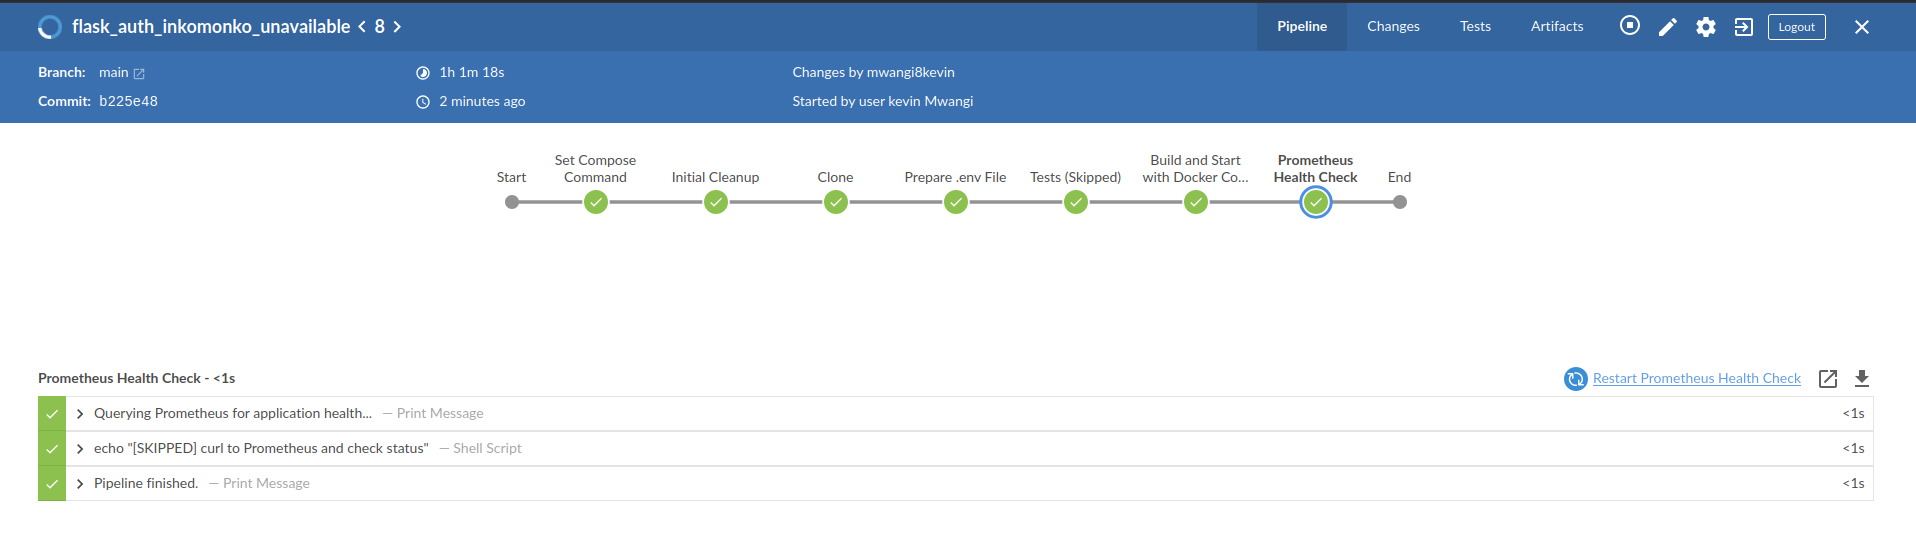 flask_auth_inkomonko_unavailable < 8 >
Pipeline
Changes
Tests
Artifacts
Logout
Branch: main
1h 1m 18s
Changes by mwangi8kevin
Commit: b225e48
2 minutes ago
Started by user kevin Mwangi
Start
Set Compose
Command
Initial Cleanup
Clone
Prepare .env File
Tests (Skipped)
Build and Start
with Docker Co...
Prometheus
Health Check
End
Prometheus Health Check - <1s
Restart Prometheus Health Check
Querying Prometheus for application health... — Print Message <1s
echo "[SKIPPED] curl to Prometheus and check status" — Shell Script <1s
Pipeline finished. — Print Message <1s